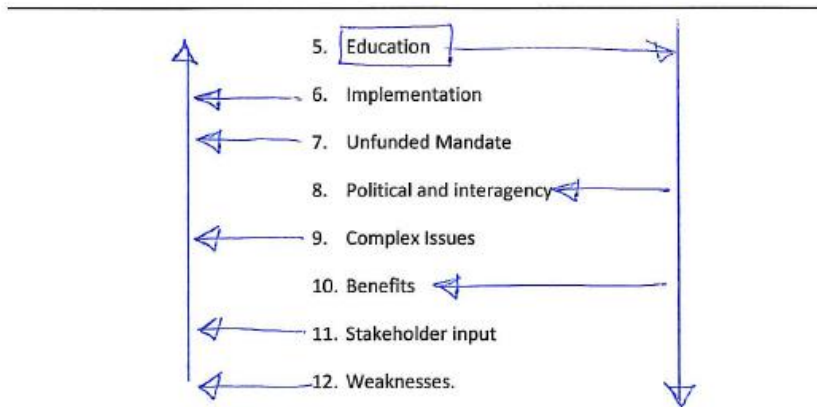 5. Education
6. Implementation
7. Unfunded Mandate
8. Political and interagency
9. Complex Issues
10. Benefits
11. Stakeholder input
12. Weaknesses.